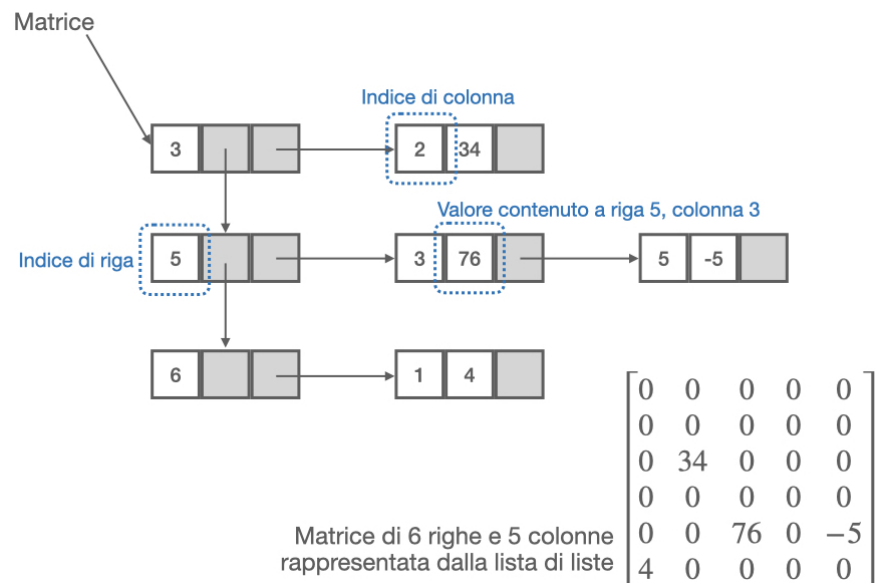 Matrice
Indice di colonna
3
2 34
Valore contenuto a riga 5, colonna 3
Indice di riga
5
3 76
5 -5
6
1 4
0 0 0 0 0
0 0 0 0 0
0 34 0 0 0
0 0 0 0 0
0 0 76 0 −5
4 0 0 0 0
Matrice di 6 righe e 5 colonne
rappresentata dalla lista di liste